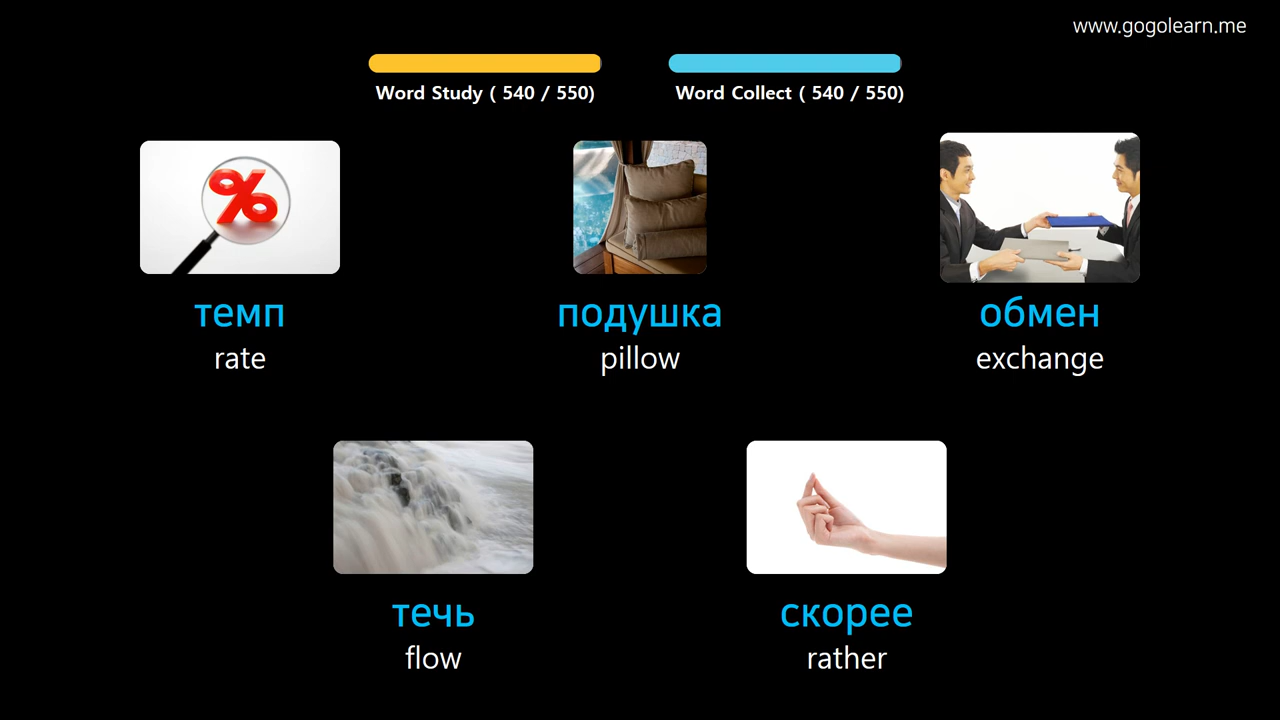 www.gogolearn.me
Word Study ( 540 / 550)
Word Collect ( 540 / 550)
%
темп
rate
подушка
pillow
обмен
exchange
течь
flow
скорее
rather